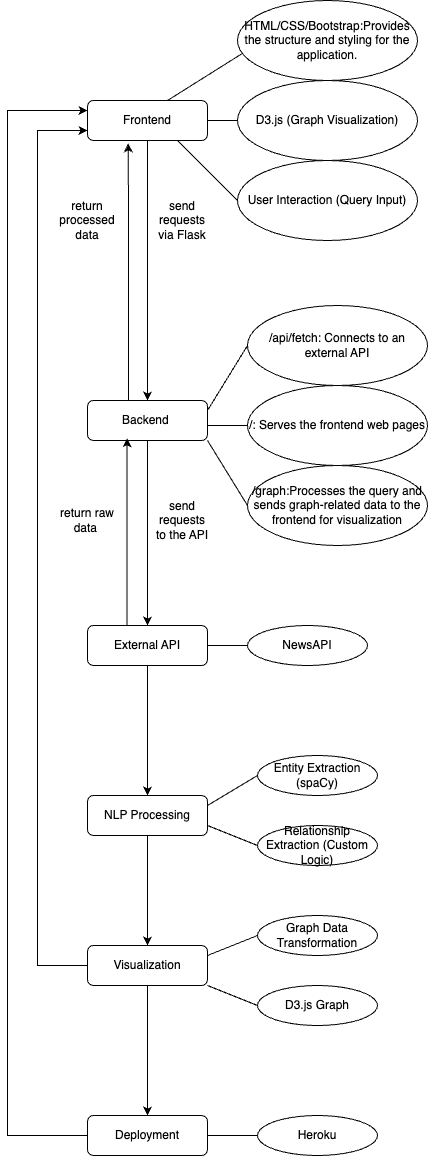 HTML/CSS/Bootstrap:Provides
the structure and styling for the
application.
Frontend
D3.js (Graph Visualization)
User Interaction (Query Input)
return
processed
data
send
requests
via Flask
/api/fetch: Connects to an
external API
Backend
/: Serves the frontend web pages
/graph:Processes the query and
sends graph-related data to the
frontend for visualization
return raw
data
send
requests
to the API
External API
NewsAPI
Entity Extraction
(spaCy)
NLP Processing
Relationship
Extraction (Custom
Logic)
Graph Data
Transformation
Visualization
D3.js Graph
Deployment
Heroku